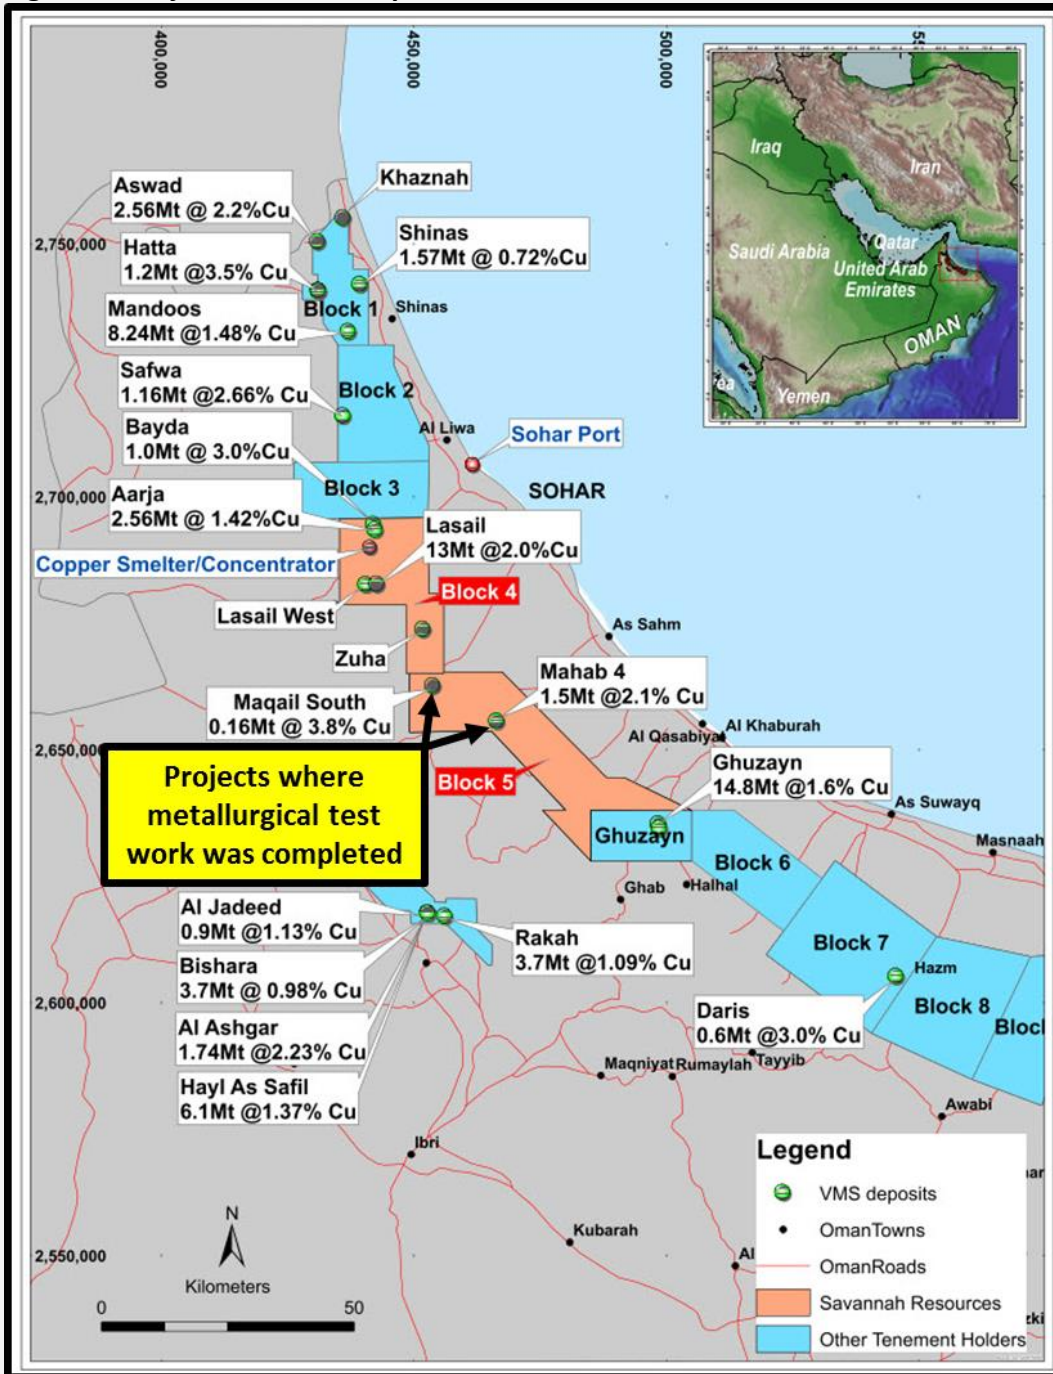 400,000
450,000
Iraq
Iran
Saudi Arabia
Qatar
United Arab
Emirates
OMAN
Yemen
Khaznah
Aswad
2.56Mt @ 2.2%Cu
Shinas
1.57Mt @ 0.72%Cu
2,750,000
Hatta
1.2Mt @3.5% Cu
Block 1
Shinas
Mandoos
8.24Mt @1.48% Cu
Safwa
1.16Mt @2.66% Cu
Block 2
Al Liwa
Sohar Port
Bayda
1.0Mt @ 3.0%Cu
Block 3
SOHAR
2,700,000
Aarja
2.56Mt @ 1.42%Cu
Lasail
13Mt @2.0%Cu
Copper Smelter/Concentrator
Block 4
Lasail West
As Sahm
Zuha
Mahab 4
1.5Mt @2.1% Cu
Maqail South
0.16Mt @ 3.8% Cu
Al Khaburah
Al Qasabiyal
2,650,000
Ghuzayn
14.8Mt @1.6% Cu
Block 5
Projects where
metallurgical test
work was completed
As Suwayq
Masnaah
Ghuzayn
Block 6
Ghab
Halhal
Al Jadeed
0.9Mt @1.13% Cu
Rakah
3.7Mt @1.09% Cu
Block 7
Hazm
Bishara
3.7Mt @ 0.98% Cu
2,600,000
Block 8
Daris
0.6Mt @3.0% Cu
Al Ashgar
1.74Mt @2.23% Cu
Maqniyat
Rumaylah
Tayyib
Hayl As Safil
6.1Mt @1.37% Cu
Awabi
Ibri
Kubarah
2,550,000
N
Kilometers
0
50
Legend
VMS deposits
OmanTowns
OmanRoads
Savannah Resources
Other Tenement Holders